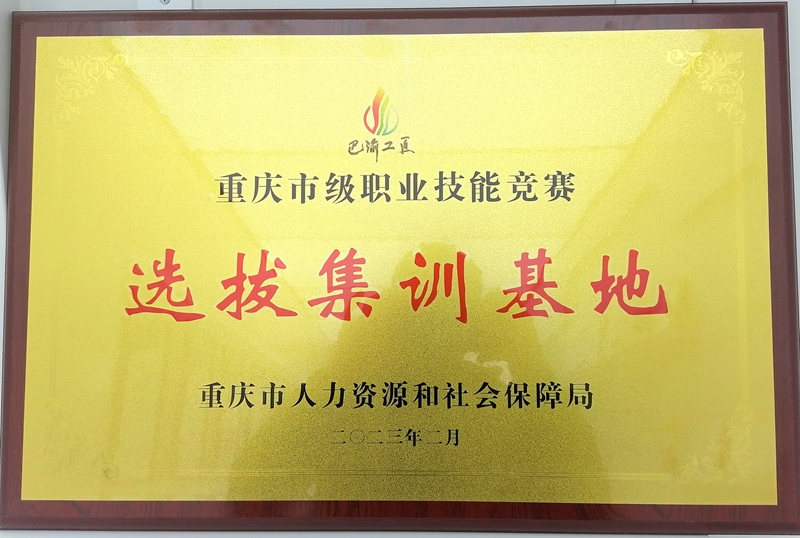 巴渝工匠
重庆市级职业技能竞赛
选拔集训基地
重庆市人力资源和社会保障局
二〇二三年二月